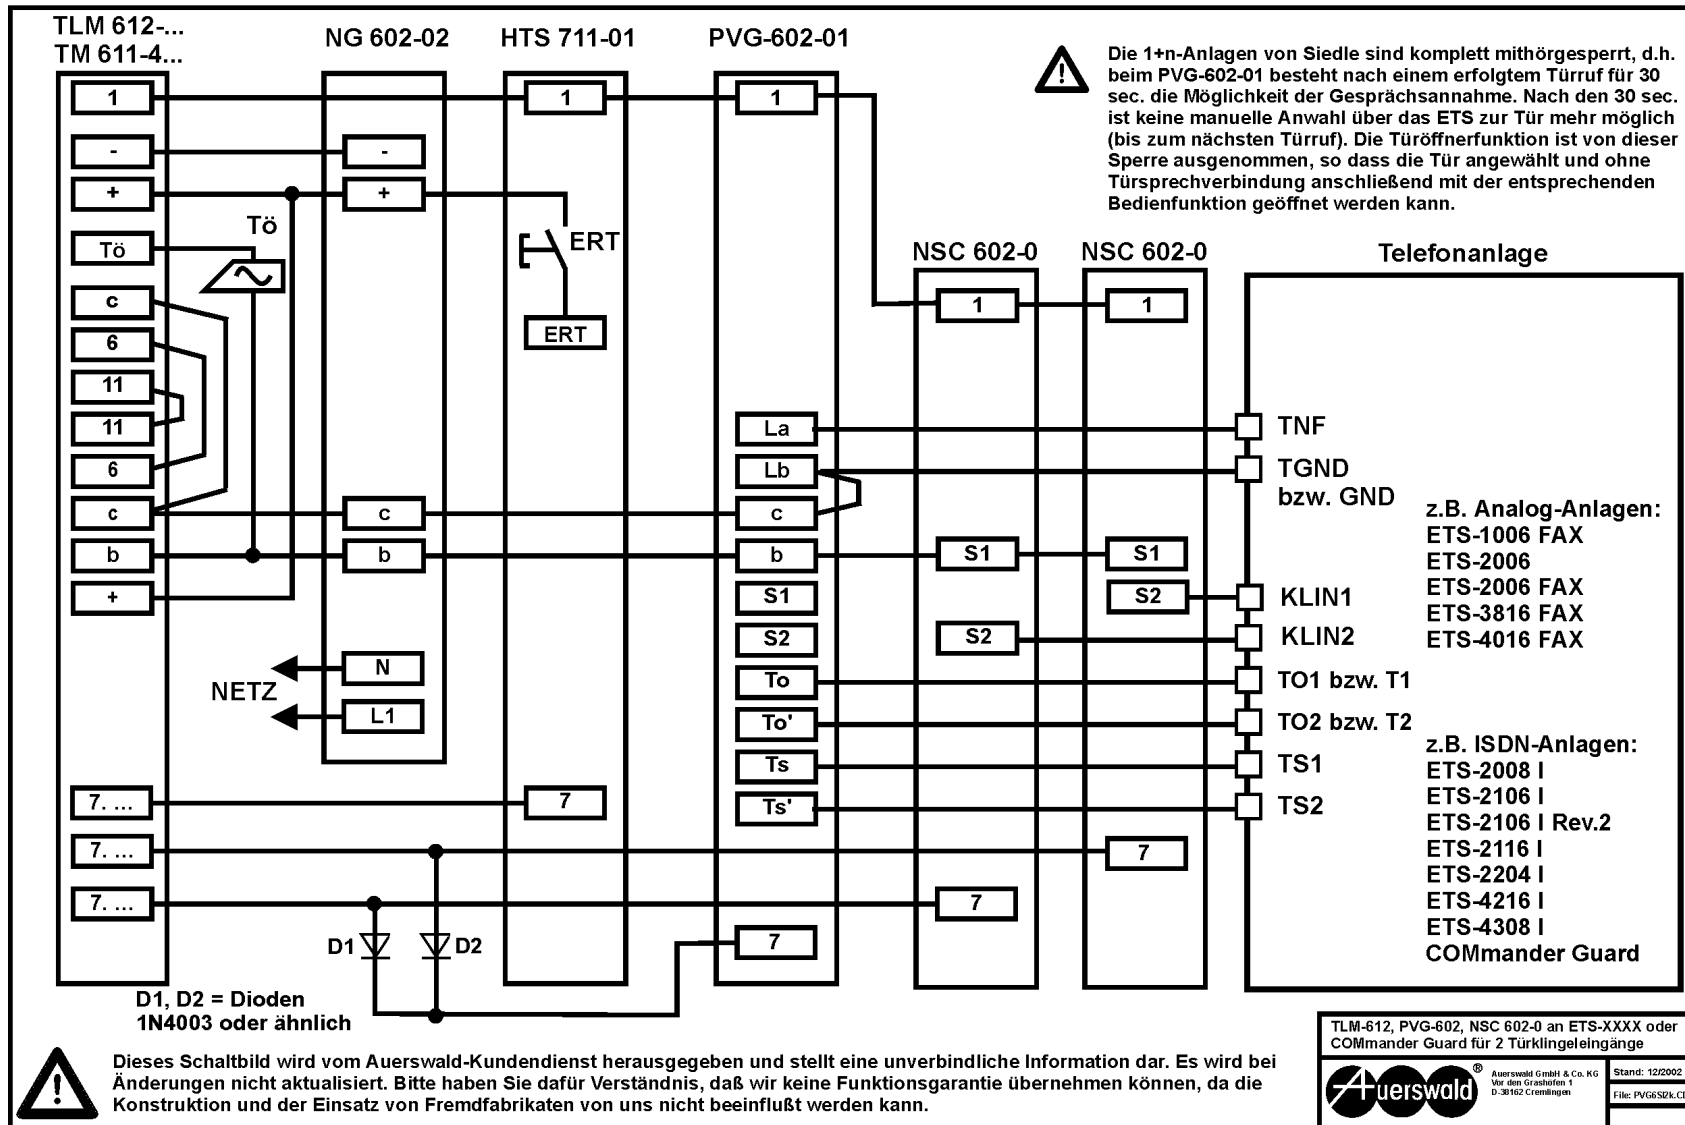 TLM 612-...
TM 611-4...
NG 602-02
HTS 711-01
PVG-602-01
Die 1+n-Anlagen von Siedle sind komplett mithörgesperrt, d.h.
beim PVG-602-01 besteht nach einem erfolgtem Türruf für 30
sec. die Möglichkeit der Gesprächsannahme. Nach den 30 sec.
ist keine manuelle Anwahl über das ETS zur Tür mehr möglich
(bis zum nächsten Türruf). Die Türöffnerfunktion ist von dieser
Sperre ausgenommen, so dass die Tür angewählt und ohne
Türsprechverbindung anschließend mit der entsprechenden
Bedienfunktion geöffnet werden kann.
NSC 602-0
NSC 602-0
Telefonanlage
1
-
+
Tö
c
6
11
11
6
c
b
+
7. ...
7. ...
7. ...
Tö
-
+
c
b
N
L1
NETZ
1
ERT
ERT
7
1
La
Lb
c
b
S1
S2
To
To'
Ts
Ts'
7
1
S1
S2
7
1
S1
S2
7
TNF
TGND
bzw. GND
KLIN1
KLIN2
TO1 bzw. T1
TO2 bzw. T2
TS1
TS2
z.B. Analog-Anlagen:
ETS-1006 FAX
ETS-2006
ETS-2006 FAX
ETS-3816 FAX
ETS-4016 FAX
z.B. ISDN-Anlagen:
ETS-2008 I
ETS-2106 I
ETS-2106 I Rev.2
ETS-2116 I
ETS-2204 I
ETS-4216 I
ETS-4308 I
COMmander Guard
D1
D2
D1, D2 = Dioden
1N4003 oder ähnlich
Dieses Schaltbild wird vom Auerswald-Kundendienst herausgegeben und stellt eine unverbindliche Information dar. Es wird bei
Änderungen nicht aktualisiert. Bitte haben Sie dafür Verständnis, daß wir keine Funktionsgarantie übernehmen können, da die
Konstruktion und der Einsatz von Fremdfabrikaten von uns nicht beeinflußt werden kann.
TLM-612, PVG-602, NSC 602-0 an ETS-XXXX oder
COMmander Guard für 2 Türklingeleingänge
Auerswald ®
Auerswald GmbH & Co. KG
Vor den Grashöfen 1
D-38162 Cremlingen
Stand: 12/2002
File: